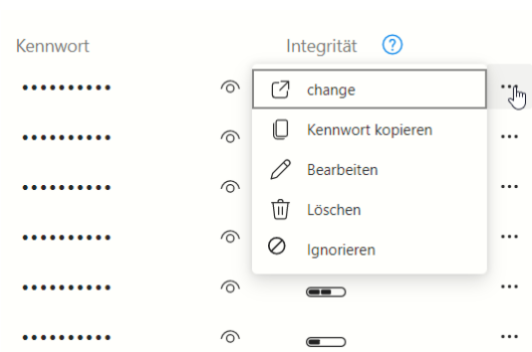 Kennwort
Integrität ?
••••••••••
change
...
••••••••••
Kennwort kopieren
...
••••••••••
Bearbeiten
...
••••••••••
Löschen
...
Ignorieren
••••••••••
...
••••••••••
...